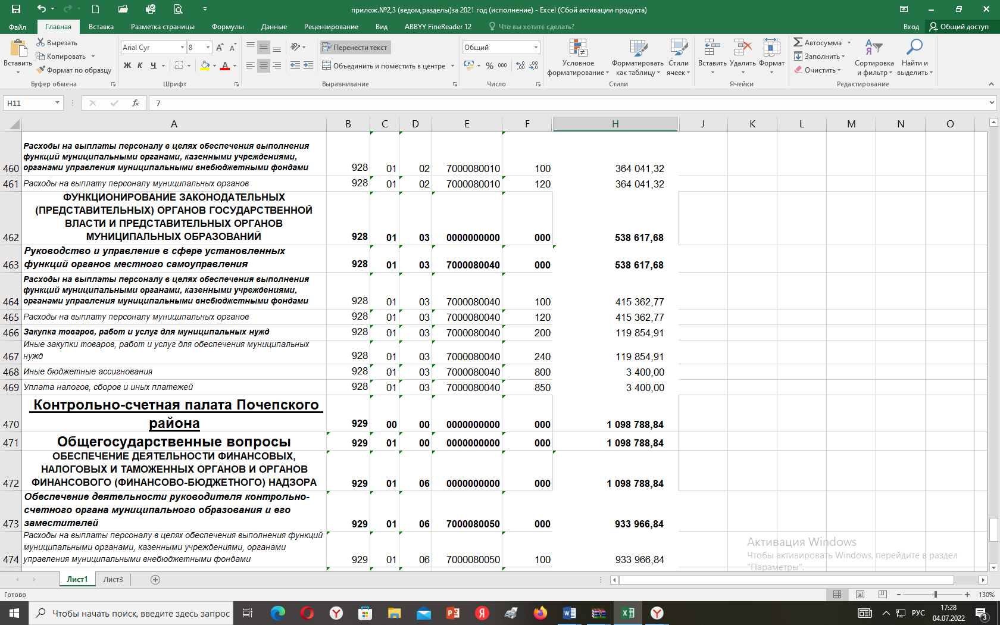 прилож.№2,3 (ведом,разделы)за 2021 год (исполнение) - Excel (Сбой активации продукта)
Файл Главная Вставка Разметка страницы Формулы Данные Рецензирование Вид ABBYY FineReader 12 Что вы хотите сделать? Вход Общий доступ
Вставить
Вырезать
Копировать
Формат по образцу
Буфер обмена
Arial Cyr 8
Ж К Ч
Шрифт
Перенести текст
Объединить и поместить в центре
Выравнивание
Общий
% 000
Число
Условное форматирование
Форматировать как таблицу
Стили ячеек
Стили
Вставить Удалить Формат
Ячейки
Автосумма
Заполнить
Очистить
Сортировка и фильтр
Найти и выделить
Редактирование
H11 fx 7
A B C D E F H J K L M N O
Расходы на выплаты персоналу в целях обеспечения выполнения
функций муниципальными органами, казенными учреждениями,
460 органами управления муниципальными внебюджетными фондами 928 01 02 7000080010 100 364 041,32
461 Расходы на выплату персоналу муниципальных органов 928 01 02 7000080010 120 364 041,32
ФУНКЦИОНИРОВАНИЕ ЗАКОНОДАТЕЛЬНЫХ
(ПРЕДСТАВИТЕЛЬНЫХ) ОРГАНОВ ГОСУДАРСТВЕННОЙ
ВЛАСТИ И ПРЕДСТАВИТЕЛЬНЫХ ОРГАНОВ
462 МУНИЦИПАЛЬНЫХ ОБРАЗОВАНИЙ 928 01 03 0000000000 000 538 617,68
Руководство и управление в сфере установленных
463 функций органов местного самоуправления 928 01 03 7000080040 000 538 617,68
Расходы на выплаты персоналу в целях обеспечения выполнения
функций муниципальными органами, казенными учреждениями,
464 органами управления муниципальными внебюджетными фондами 928 01 03 7000080040 100 415 362,77
465 Расходы на выплату персоналу муниципальных органов 928 01 03 7000080040 120 415 362,77
466 Закупка товаров, работ и услуг для муниципальных нужд 928 01 03 7000080040 200 119 854,91
Иные закупки товаров, работ и услуг для обеспечения муниципальных
467 нужд 928 01 03 7000080040 240 119 854,91
468 Иные бюджетные ассигнования 928 01 03 7000080040 800 3 400,00
469 Уплата налогов, сборов и иных платежей 928 01 03 7000080040 850 3 400,00
Контрольно-счетная палата Почепского
470 района 929 00 00 0000000000 000 1 098 788,84
471 Общегосударственные вопросы 929 01 00 0000000000 000 1 098 788,84
ОБЕСПЕЧЕНИЕ ДЕЯТЕЛЬНОСТИ ФИНАНСОВЫХ,
НАЛОГОВЫХ И ТАМОЖЕННЫХ ОРГАНОВ И ОРГАНОВ
472 ФИНАНСОВОГО (ФИНАНСОВО-БЮДЖЕТНОГО) НАДЗОРА 929 01 06 0000000000 000 1 098 788,84
Обеспечение деятельности руководителя контрольно-
счетного органа муниципального образования и его
473 заместителей 929 01 06 7000080050 000 933 966,84
Расходы на выплаты персоналу в целях обеспечения выполнения функций
муниципальными органами, казенными учреждениями, органами
474 управления муниципальными внебюджетными фондами 929 01 06 7000080050 100 933 966,84
Активация Windows
Чтобы активировать Windows, перейдите в раздел
"Параметры".
Лист1 Лист3
Готово 130%
Чтобы начать поиск, введите здесь запрос
РУС 17:28
04.07.2022
3